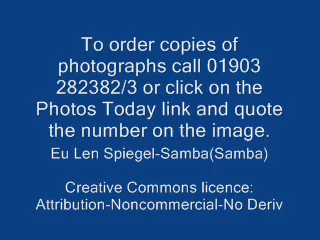 To order copies of
photographs call 01903
282382/3 or click on the
Photos Today link and quote
the number on the image.
Eu Len Spiegel-Samba(Samba)
Creative Commons licence:
Attribution-Noncommercial-No Deriv